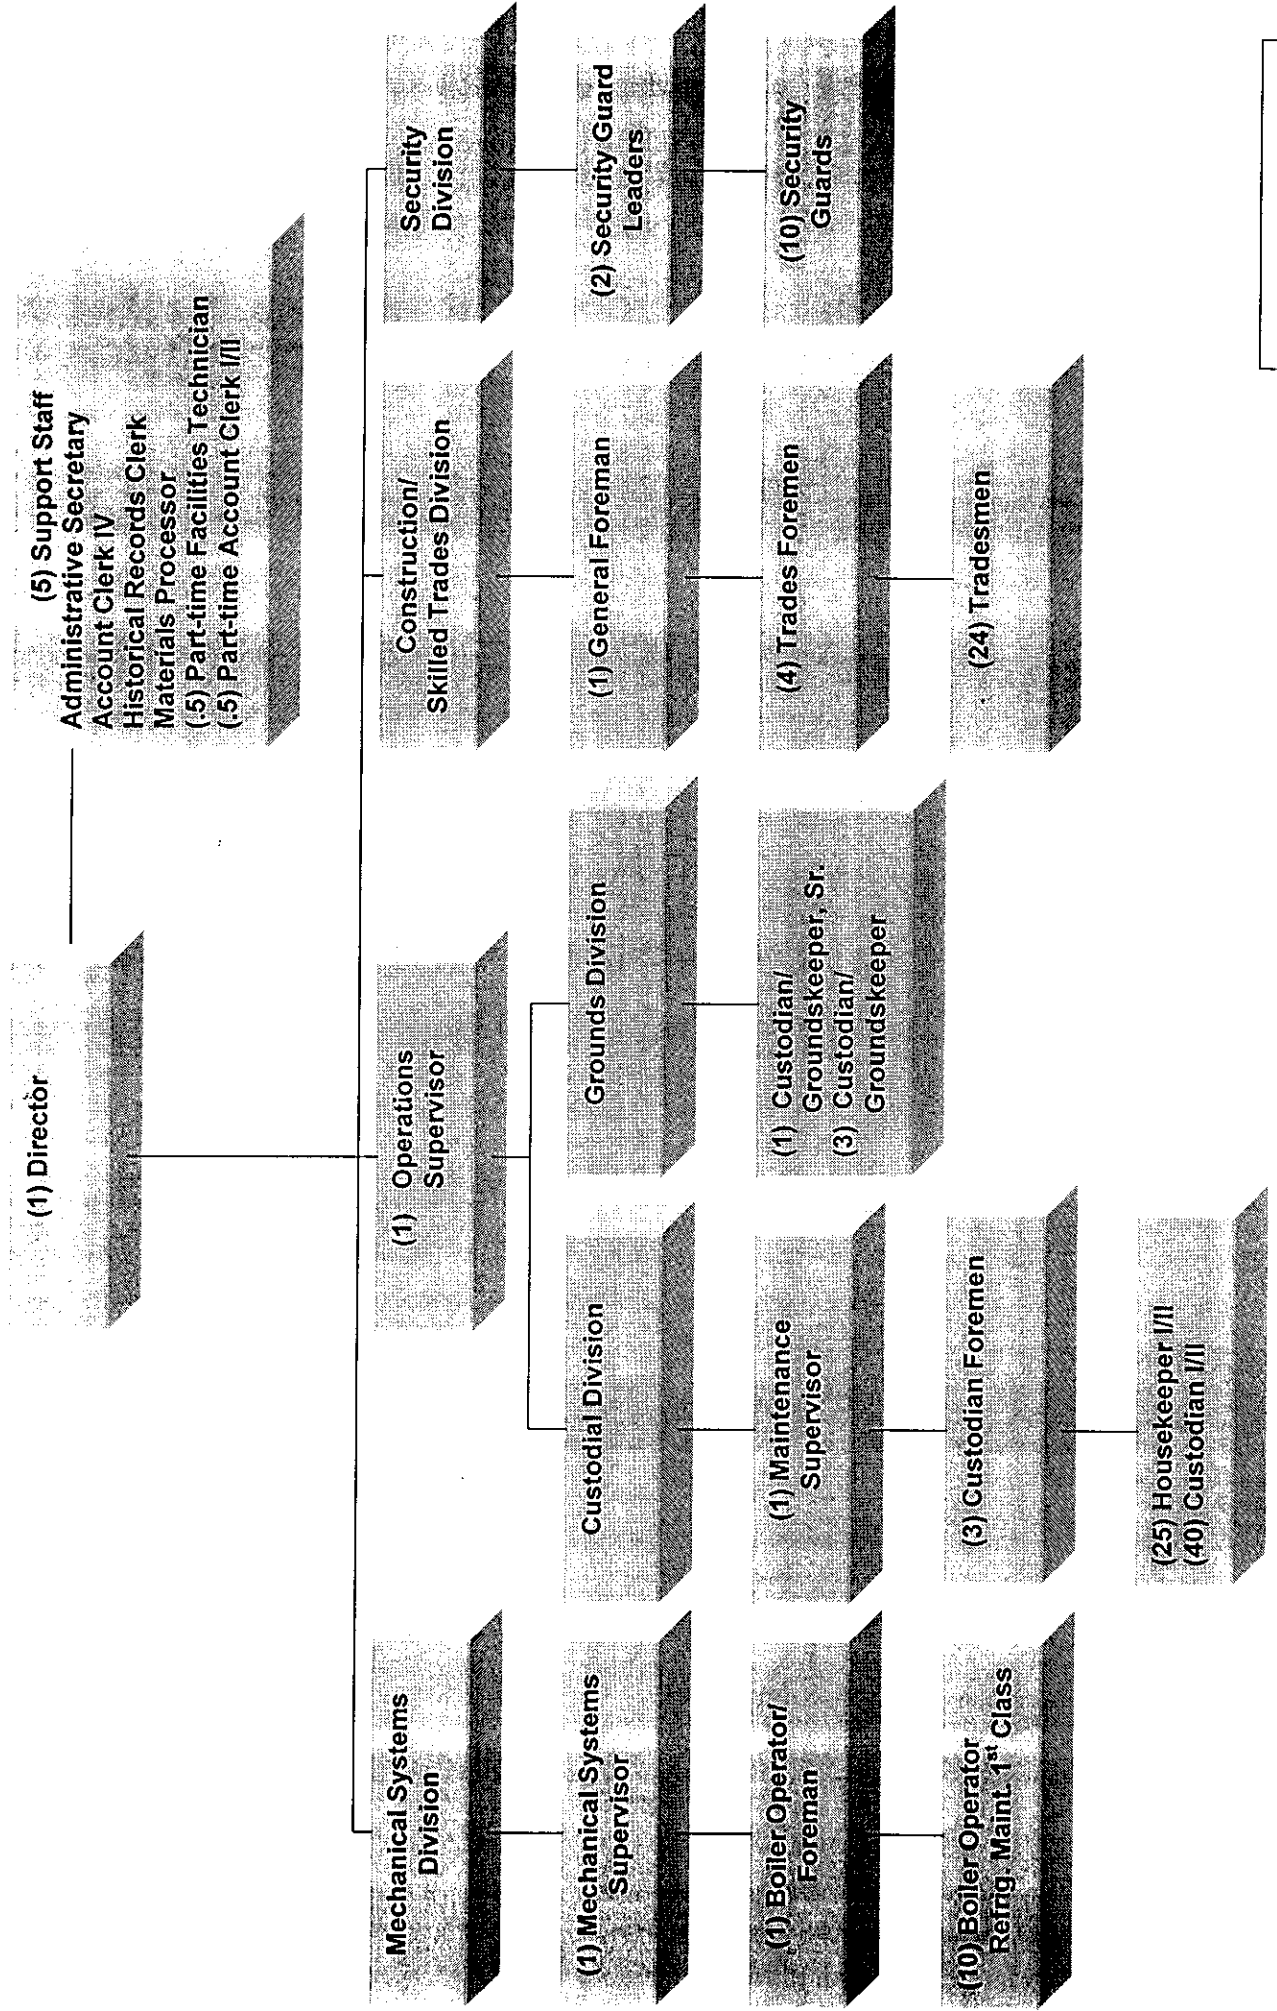 (1) Director
(5) Support Staff
Administrative Secretary
Account Clerk IV
Historical Records Clerk
Materials Processor
(.5) Part-time Facilities Technician
(.5) Part-time Account Clerk I/II
Mechanical Systems
Division
(1) Mechanical Systems
Supervisor
(1) Boiler Operator/
Foreman
(10) Boiler Operator
Refrig. Maint. 1st Class
(1) Operations
Supervisor
Custodial Division
(1) Maintenance
Supervisor
(3) Custodian Foremen
(25) Housekeeper I/II
(40) Custodian I/II
Grounds Division
(1) Custodian/
Groundskeeper, Sr.
(3) Custodian/
Groundskeeper
Construction/
Skilled Trades Division
(1) General Foreman
(4) Trades Foremen
(24) Tradesmen
Security
Division
(2) Security Guard
Leaders
(10) Security
Guards